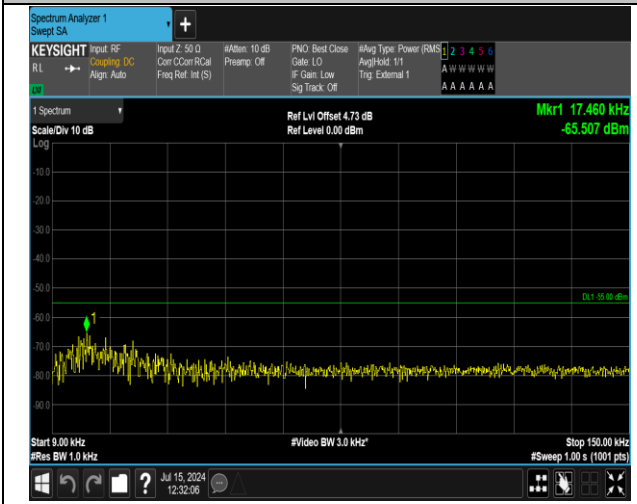 Spectrum Analyzer 1
Swept SA
+
KEYSIGHT
RL
Input: RF
Coupling: DC
Align: Auto
Input Z: 50 Ω
Corr CCorr RCal
Freq Ref: Int (S)
#Atten: 10 dB
Preamp: Off
PNO: Best Close
Gate: LO
IF Gain: Low
Sig Track: Off
#Avg Type: Power (RMS
Avg|Hold: 1/1
Trig: External 1
1 2 3 4 5 6
A W W W W W
A A A A A A
1 Spectrum
Scale/Div 10 dB
Log
Ref Lvl Offset 4.73 dB
Ref Level 0.00 dBm
Mkr1 17.460 kHz
-65.507 dBm
-10.0
-20.0
-30.0
-40.0
-50.0
DL1 -55.00 dBm
-60.0
1
-70.0
-80.0
-90.0
Start 9.00 kHz
#Video BW 3.0 kHz*
Stop 150.00 kHz
#Res BW 1.0 kHz
#Sweep 1.00 s (1001 pts)
?
Jul 15, 2024
12:32:06